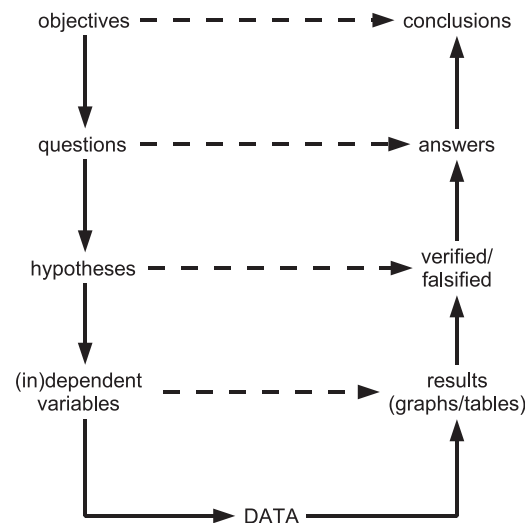 objectives
conclusions
questions
answers
hypotheses
verified/
falsified
(in)dependent
variables
results
(graphs/tables)
DATA